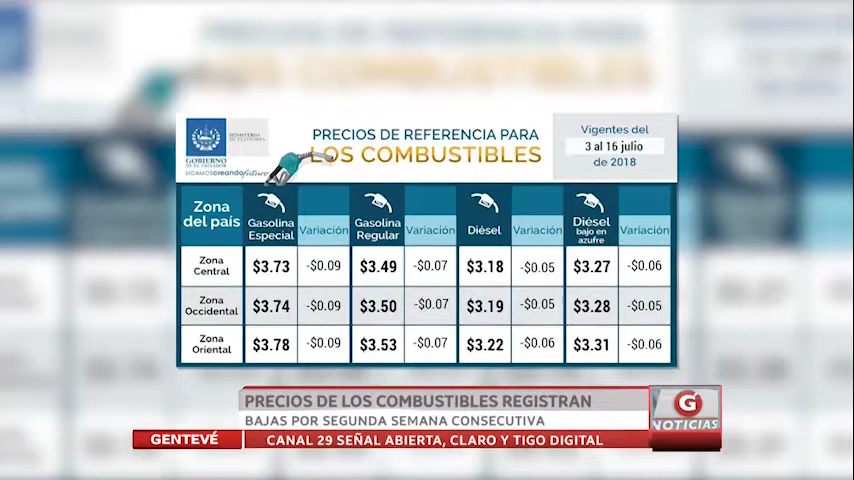 PRECIOS DE REFERENCIA PARA
LOS COMBUSTIBLES
GOBIERNO
DE EL SALVADOR
MINISTERIO
DE ECONOMÍA
SIGAMOS creando futuro
Vigentes del
3 al 16 julio
de 2018
Zona del país Gasolina Especial Variación Gasolina Regular Variación Diésel Variación Diésel bajo en azufre Variación
Zona Central $3.73 -$0.09 $3.49 -$0.07 $3.18 -$0.05 $3.27 -$0.06
Zona Occidental $3.74 -$0.09 $3.50 -$0.07 $3.19 -$0.05 $3.28 -$0.05
Zona Oriental $3.78 -$0.09 $3.53 -$0.07 $3.22 -$0.06 $3.31 -$0.06
PRECIOS DE LOS COMBUSTIBLES REGISTRAN
BAJAS POR SEGUNDA SEMANA CONSECUTIVA
G NOTICIAS
GENTEVÉ CANAL 29 SEÑAL ABIERTA, CLARO Y TIGO DIGITAL